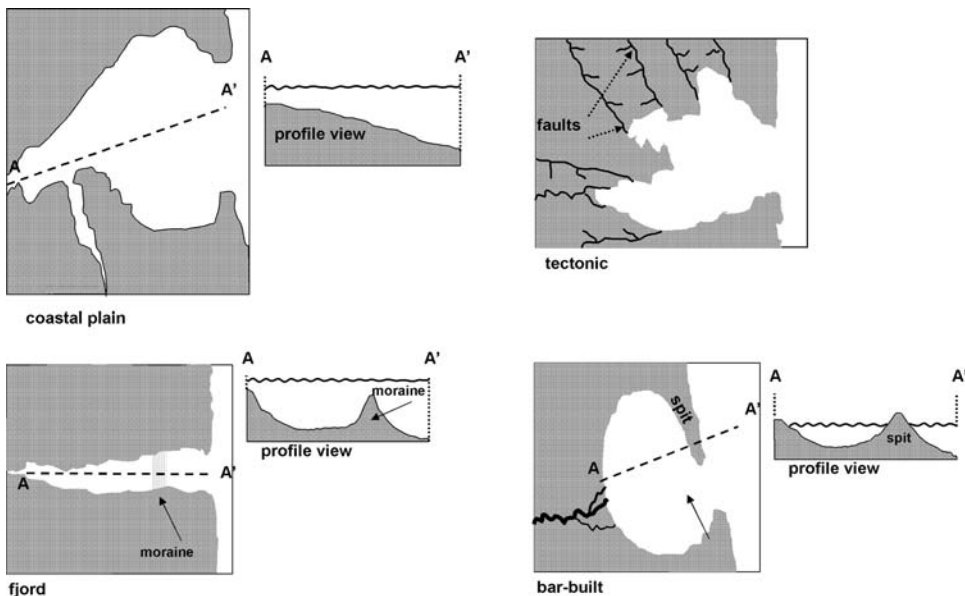 A
A'
A'
A
profile view
coastal plain
faults
tectonic
A
A'
moraine
profile view
A
A'
moraine
fjord
spit
A'
A
A
A'
spit
profile view
bar-built